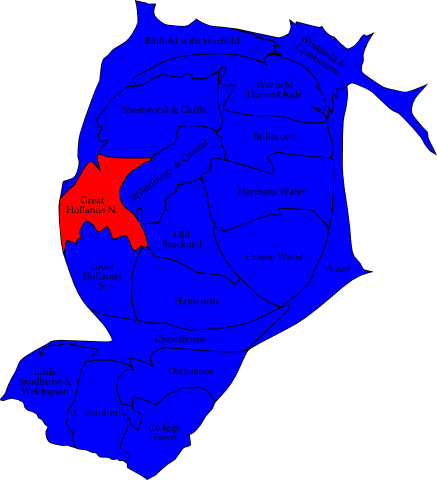 Binfield with Warfield
Winkfield &
Cranbourne
Warfield
Harvest Ride
Priestwood & Garth
Bullbrook
Wildridings & Central
Harmans Water
Great
Hollands N.
Old
Bracknell
Crown Wood
Ascot
Great
Hollands
S.
Hanworth
Crowthorne
Little
Sandhurst &
Wellington
Owlsmoor
C. Sandhurst
College
Town